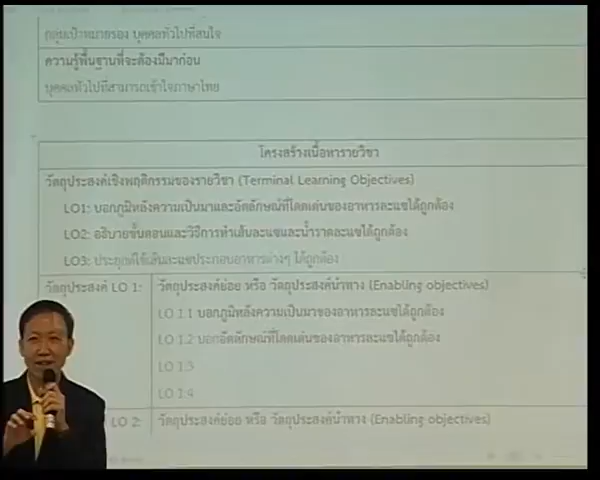 กลุ่มเป้าหมายรอง บุคคลทั่วไปที่สนใจ
ความรู้พื้นฐานที่จะต้องมีมาก่อน
บุคคลทั่วไปที่สามารถเข้าใจภาษาไทย
โครงสร้างเนื้อหารายวิชา
วัตถุประสงค์เชิงพฤติกรรมของรายวิชา (Terminal Learning Objectives)
LO1: บอกภูมิหลังความเป็นมาและอัตลักษณ์ที่โดดเด่นของอาหารละแซได้ถูกต้อง
LO2: อธิบายขั้นตอนและวิธีการทำเส้นละแซและน้ำราดละแซได้ถูกต้อง
LO3: ประยุกต์ใช้เส้นละแซประกอบอาหารต่างๆ ได้ถูกต้อง
วัตถุประสงค์ LO 1: วัตถุประสงค์ย่อย หรือ วัตถุประสงค์นำทาง (Enabling objectives)
LO 1.1 บอกภูมิหลังความเป็นมาของอาหารละแซได้ถูกต้อง
LO 1.2 บอกอัตลักษณ์ที่โดดเด่นของอาหารละแซได้ถูกต้อง
LO 1.3
LO 1.4
LO 2: วัตถุประสงค์ย่อย หรือ วัตถุประสงค์นำทาง (Enabling objectives)